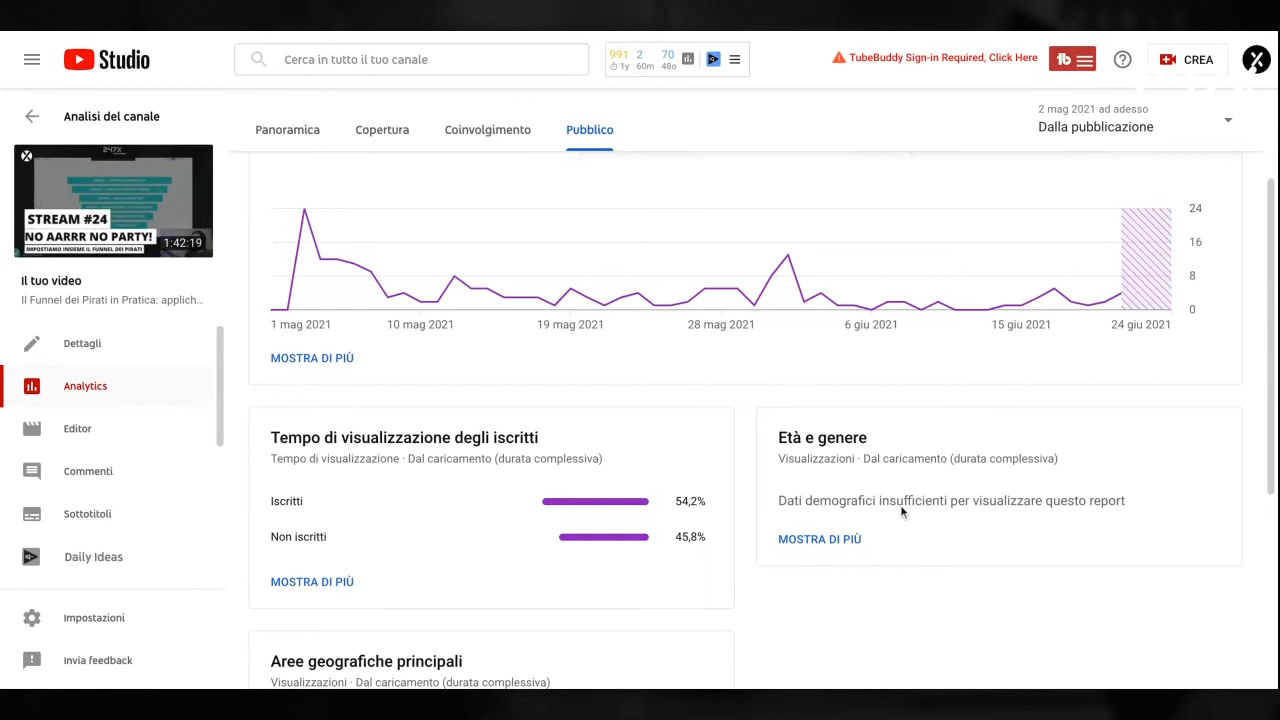 Studio
Cerca in tutto il tuo canale
991 2 70
1y 60m 48o
TubeBuddy Sign-in Required, Click Here
tb
CREA
Analisi del canale
Panoramica Copertura Coinvolgimento Pubblico
2 mag 2021 ad adesso
Dalla pubblicazione
247X
STREAM #24
NO AARRR NO PARTY!
IMPOSTIAMO INSIEME IL FUNNEL DEI PIRATI
1:42:19
Il tuo video
Il Funnel dei Pirati in Pratica: applich...
Dettagli
Analytics
Editor
Commenti
Sottotitoli
Daily Ideas
Impostazioni
Invia feedback
24
16
8
0
1 mag 2021 10 mag 2021 19 mag 2021 28 mag 2021 6 giu 2021 15 giu 2021 24 giu 2021
MOSTRA DI PIÙ
Tempo di visualizzazione degli iscritti
Tempo di visualizzazione · Dal caricamento (durata complessiva)
Iscritti 54,2%
Non iscritti 45,8%
MOSTRA DI PIÙ
Età e genere
Visualizzazioni · Dal caricamento (durata complessiva)
Dati demografici insufficienti per visualizzare questo report
MOSTRA DI PIÙ
Aree geografiche principali
Visualizzazioni · Dal caricamento (durata complessiva)